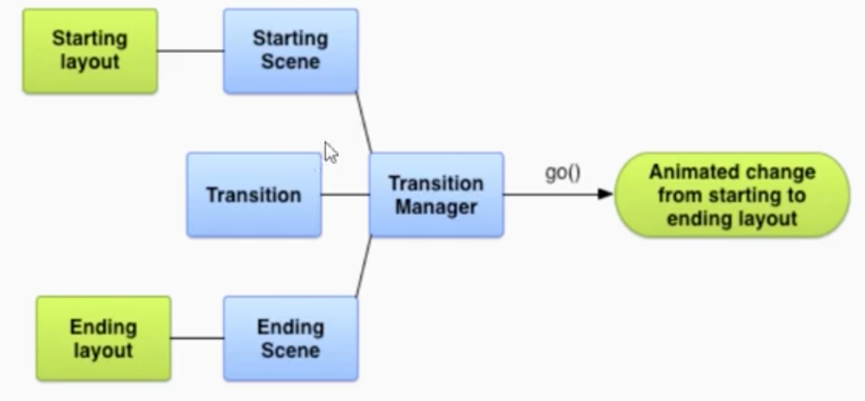 Starting
layout
Starting
Scene
Transition
Transition
Manager
go()
Animated change
from starting to
ending layout
Ending
layout
Ending
Scene